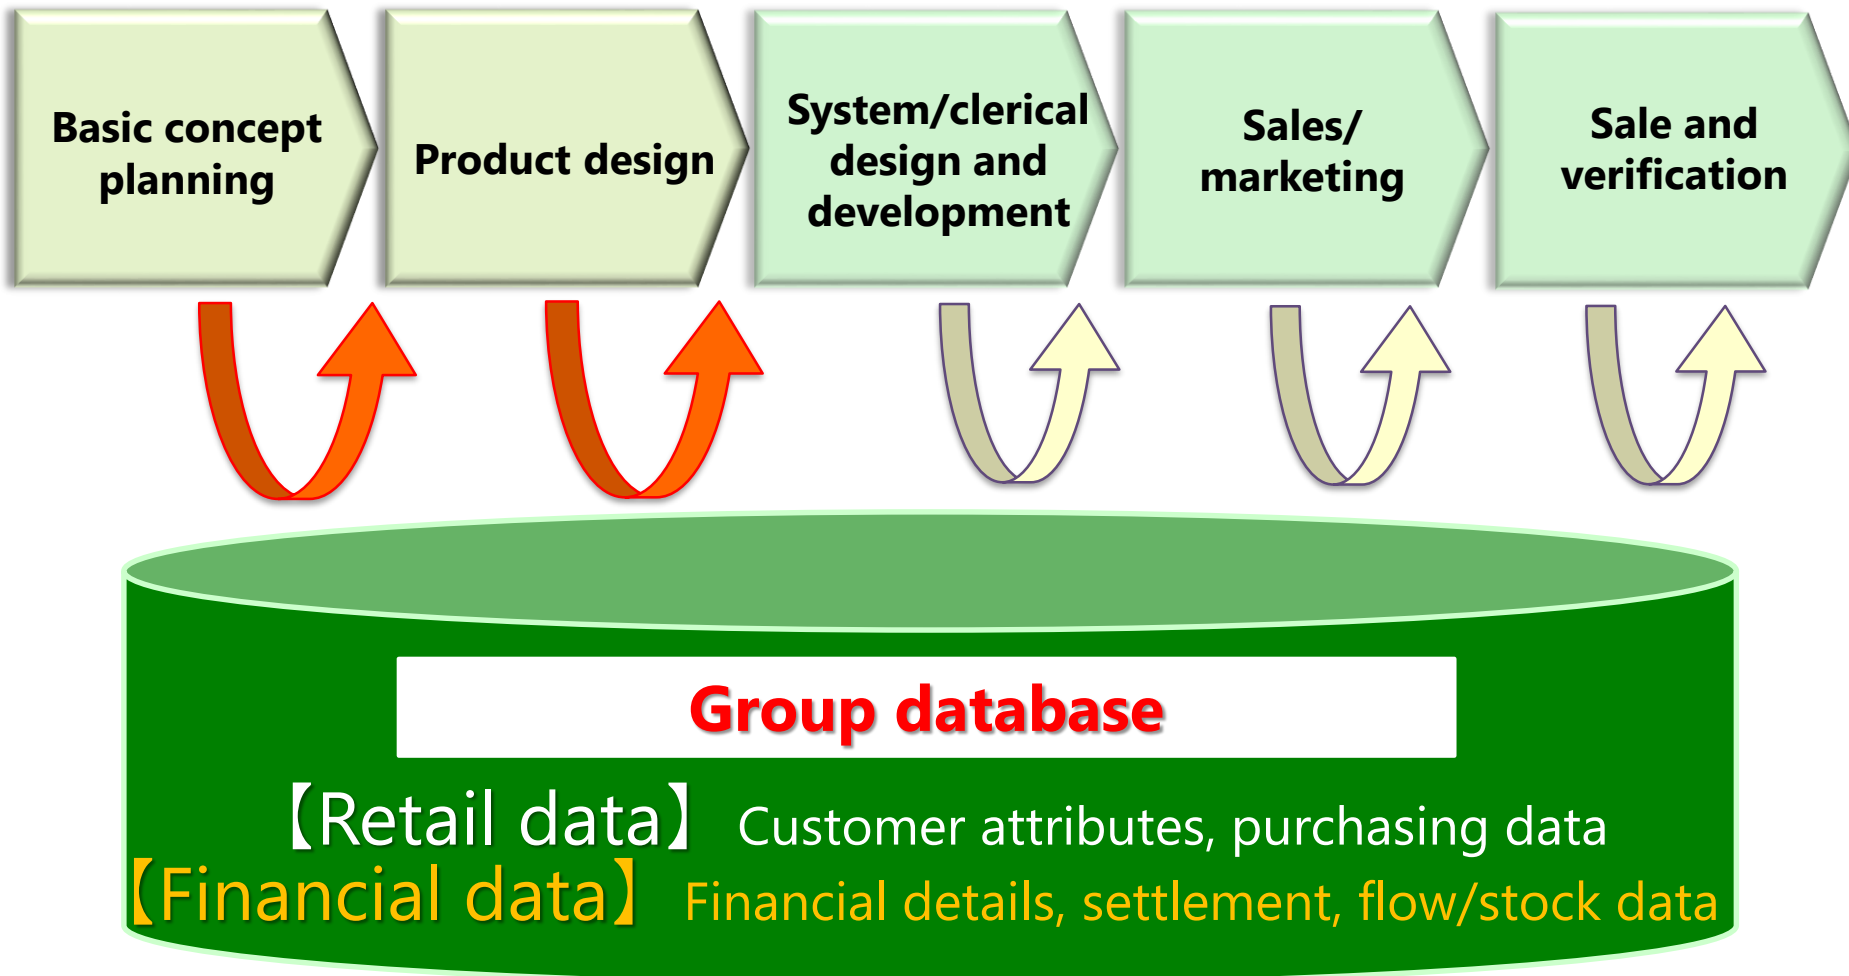 Basic concept
planning
Product design
System/clerical
design and
development
Sales/
marketing
Sale and
verification
Group database
【Retail data】 Customer attributes, purchasing data
【Financial data】 Financial details, settlement, flow/stock data